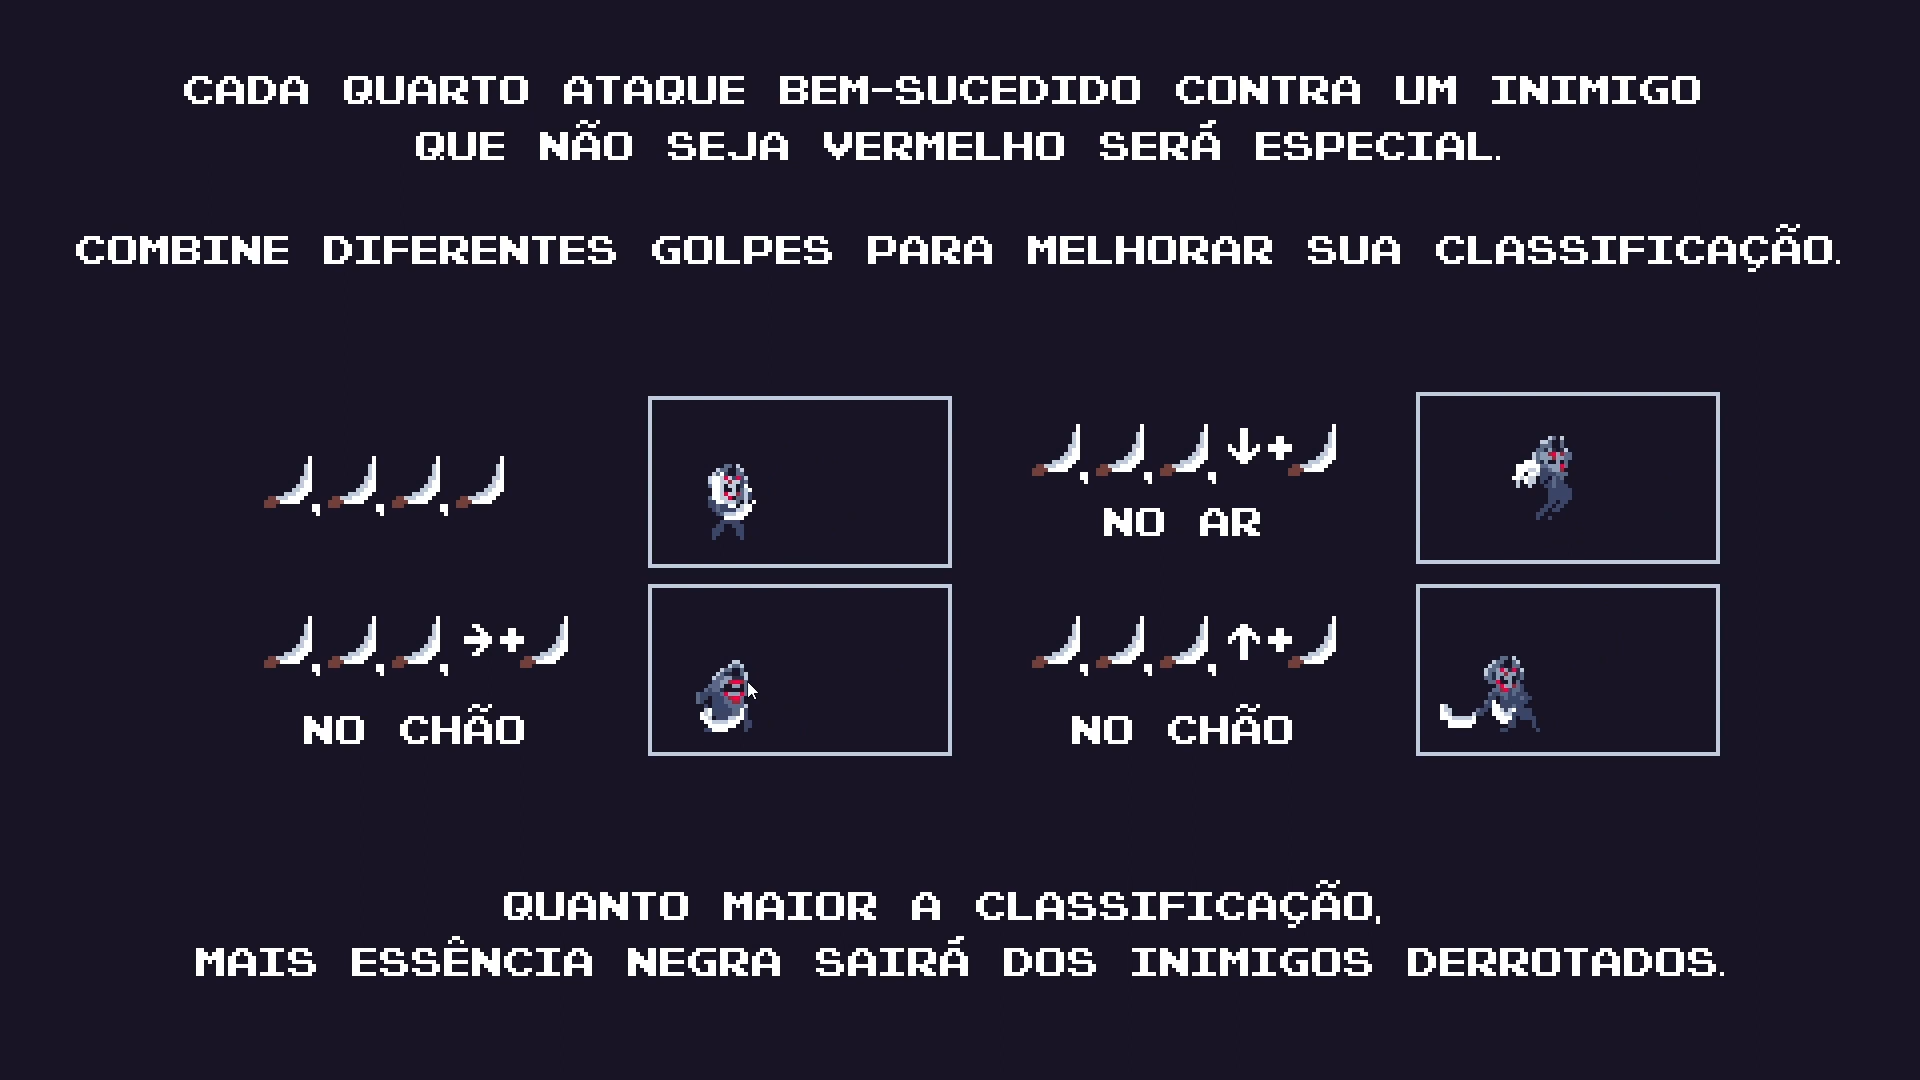 CADA QUARTO ATAQUE BEM-SUCEDIDO CONTRA UM INIMIGO
QUE NÃO SEJA VERMELHO SERÁ ESPECIAL.
COMBINE DIFERENTES GOLPES PARA MELHORAR SUA CLASSIFICAÇÃO.
, , ,
, , , ↓+
NO AR
, , , →+
NO CHÃO
, , , ↑+
NO CHÃO
QUANTO MAIOR A CLASSIFICAÇÃO,
MAIS ESSÊNCIA NEGRA SAIRÁ DOS INIMIGOS DERROTADOS.